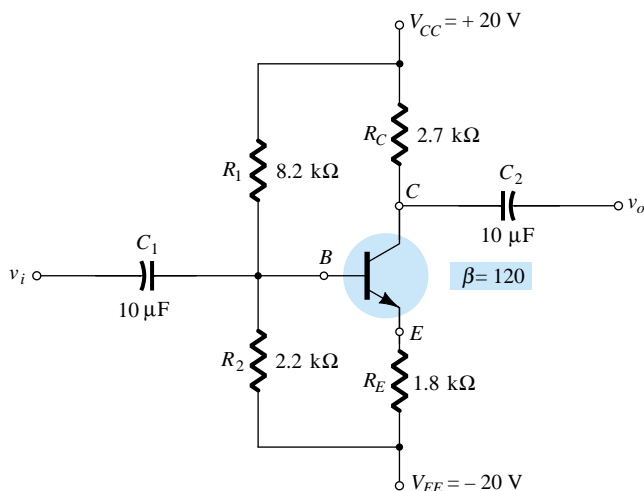 V_CC = + 20 V
R_C
2.7 kΩ
R_1
8.2 kΩ
C
C_2
v_o
10 μF
C_1
B
v_i
10 μF
β = 120
E
R_2
2.2 kΩ
R_E
1.8 kΩ
V_EE = − 20 V